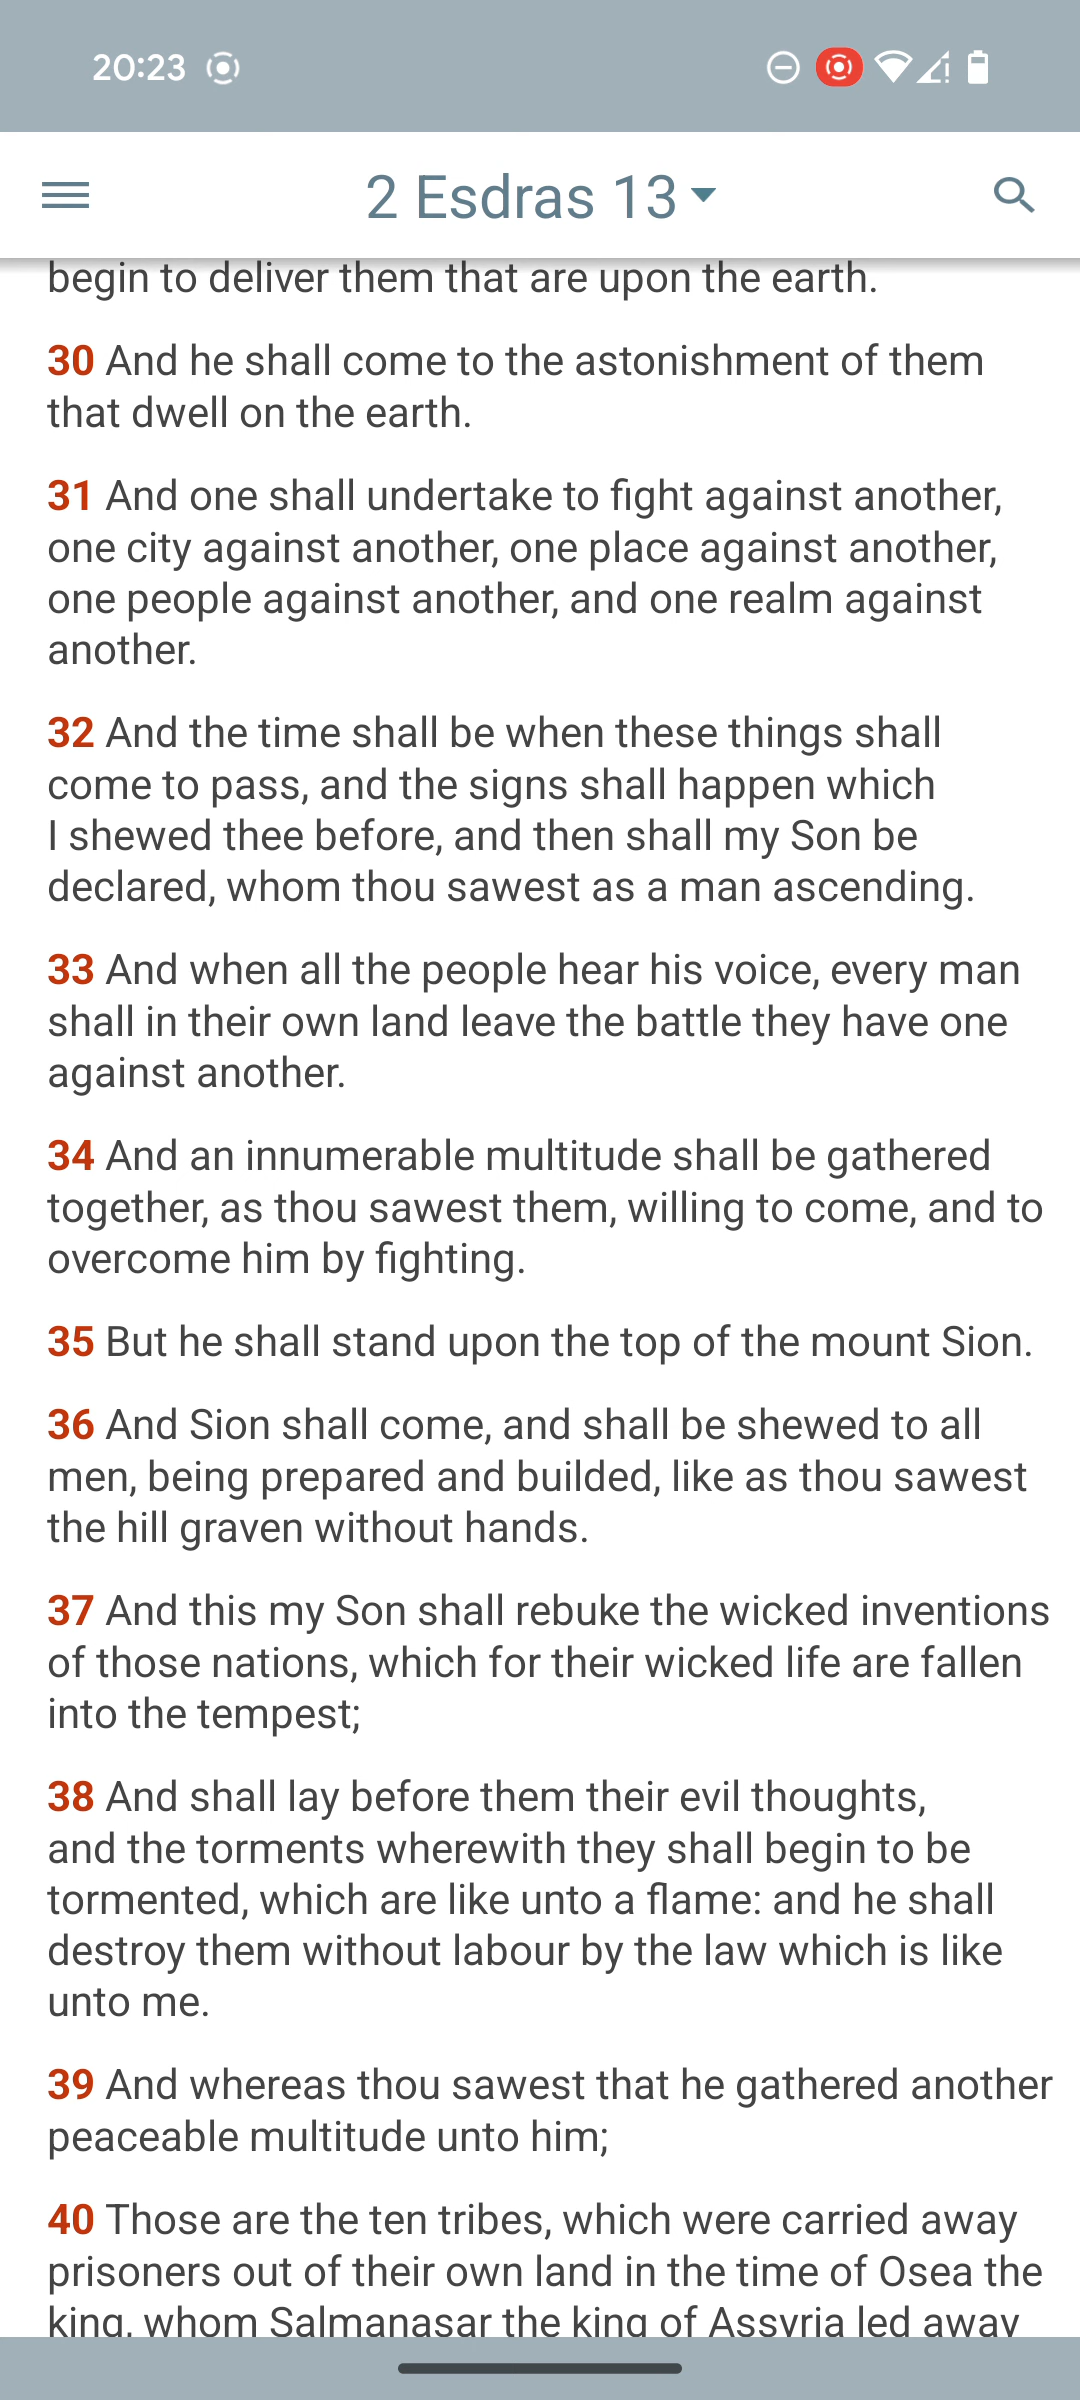 20:23
2 Esdras 13
begin to deliver them that are upon the earth.
30 And he shall come to the astonishment of them
that dwell on the earth.
31 And one shall undertake to fight against another,
one city against another, one place against another,
one people against another, and one realm against
another.
32 And the time shall be when these things shall
come to pass, and the signs shall happen which
I shewed thee before, and then shall my Son be
declared, whom thou sawest as a man ascending.
33 And when all the people hear his voice, every man
shall in their own land leave the battle they have one
against another.
34 And an innumerable multitude shall be gathered
together, as thou sawest them, willing to come, and to
overcome him by fighting.
35 But he shall stand upon the top of the mount Sion.
36 And Sion shall come, and shall be shewed to all
men, being prepared and builded, like as thou sawest
the hill graven without hands.
37 And this my Son shall rebuke the wicked inventions
of those nations, which for their wicked life are fallen
into the tempest;
38 And shall lay before them their evil thoughts,
and the torments wherewith they shall begin to be
tormented, which are like unto a flame: and he shall
destroy them without labour by the law which is like
unto me.
39 And whereas thou sawest that he gathered another
peaceable multitude unto him;
40 Those are the ten tribes, which were carried away
prisoners out of their own land in the time of Osea the
king, whom Salmanasar the king of Assyria led away